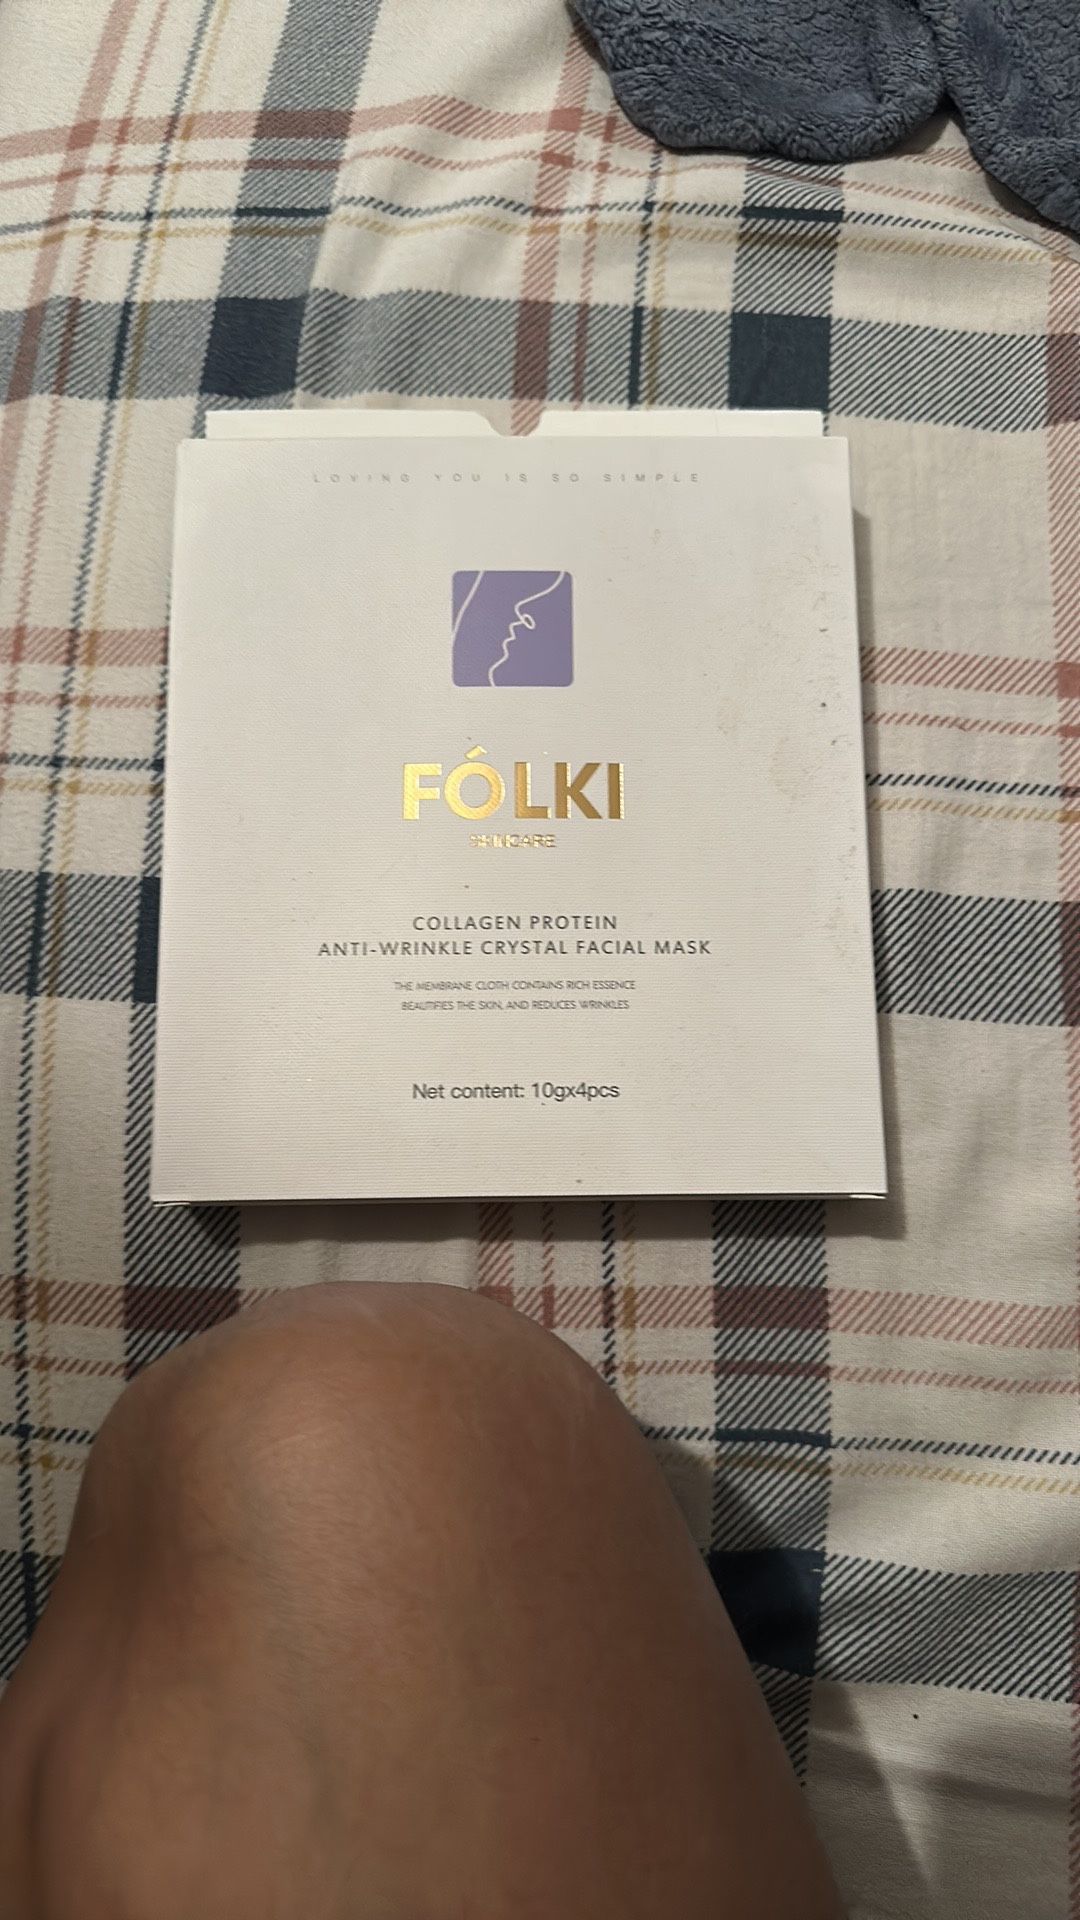 LOVING YOU IS SO SIMPLE
FÓLKI
SKINCARE
COLLAGEN PROTEIN
ANTI-WRINKLE CRYSTAL FACIAL MASK
THE MEMBRANE CLOTH CONTAINS RICH ESSENCE
BEAUTIFIES THE SKIN, AND REDUCES WRINKLES
Net content: 10gx4pcs